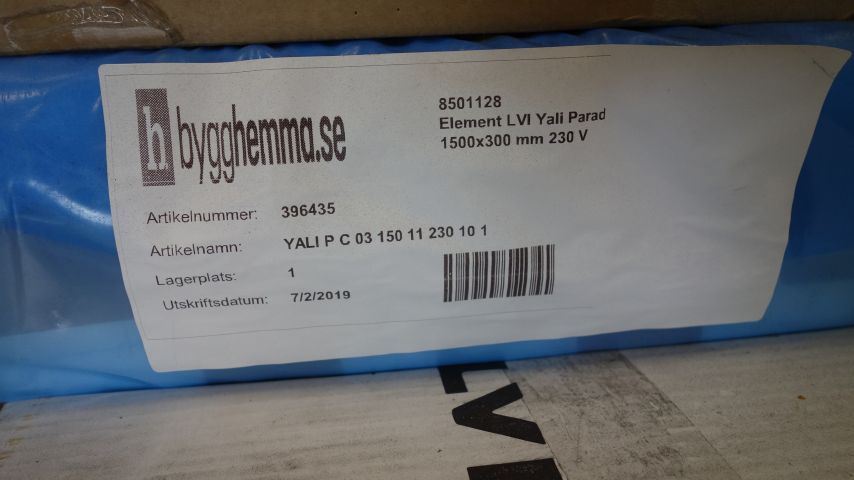 bygghemma.se
8501128
Element LVI Yali Parad
1500x300 mm 230 V
Artikelnummer: 396435
Artikelnamn: YALI P C 03 150 11 230 10 1
Lagerplats: 1
Utskriftsdatum: 7/2/2019
LVI